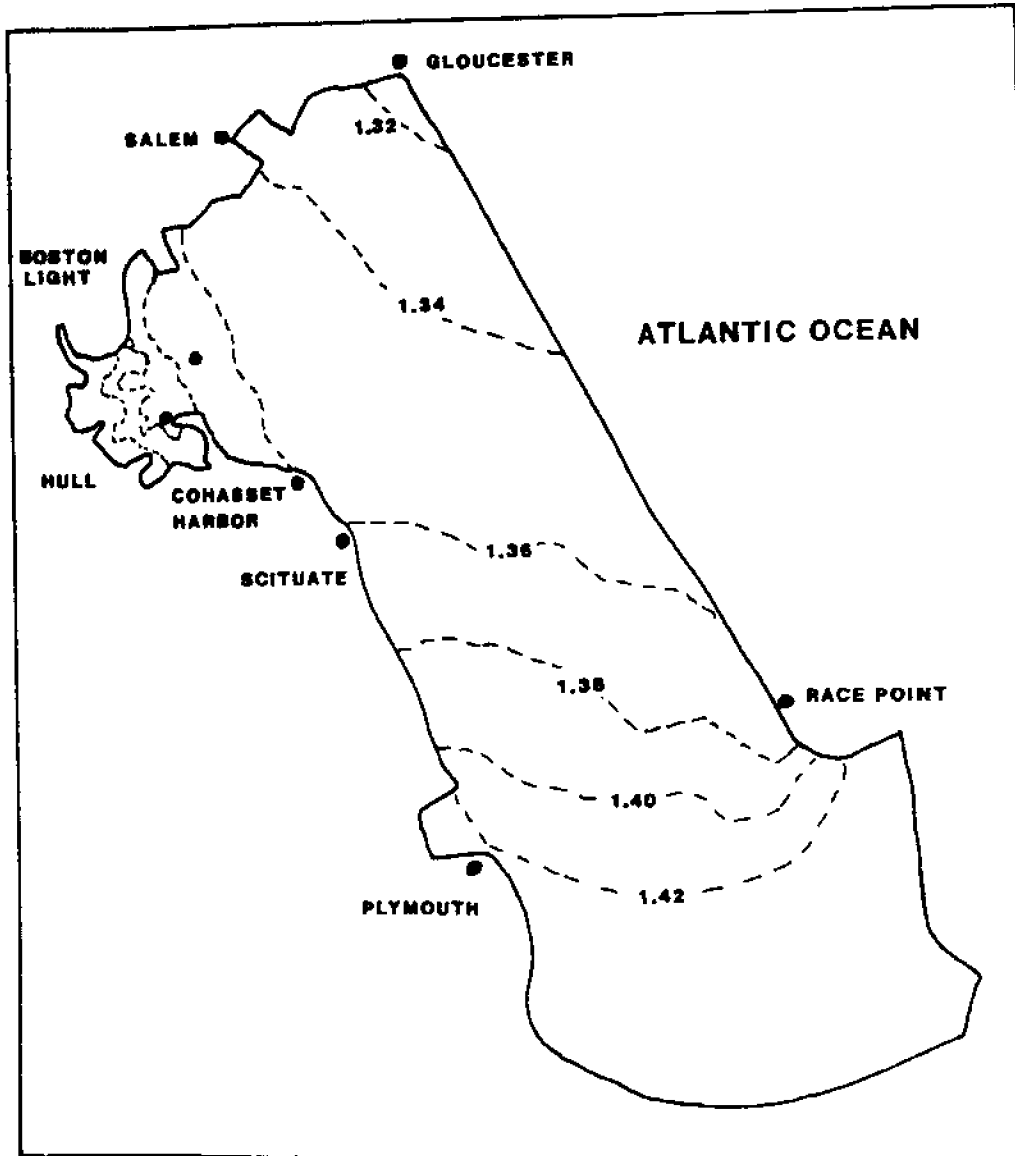 GLOUCESTER
1.32
SALEM
BOSTON
LIGHT
1.34
ATLANTIC OCEAN
HULL
COHASSET
HARBOR
1.36
SCITUATE
1.38
RACE POINT
1.40
1.42
PLYMOUTH